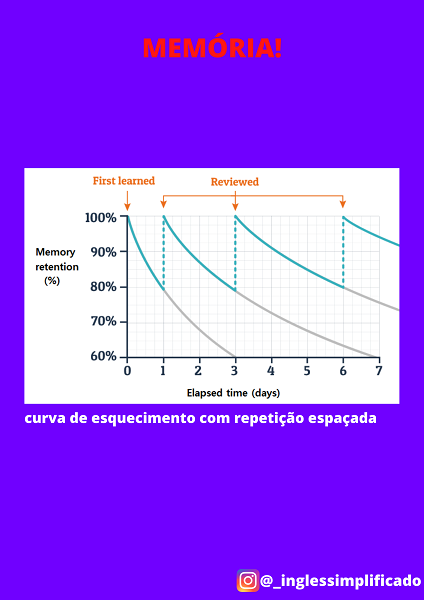 MEMÓRIA!
First learned
Reviewed
100%
90%
80%
70%
60%
Memory
retention
(%)
0 1 2 3 4 5 6 7
Elapsed time (days)
curva de esquecimento com repetição espaçada
@_inglessimplificado